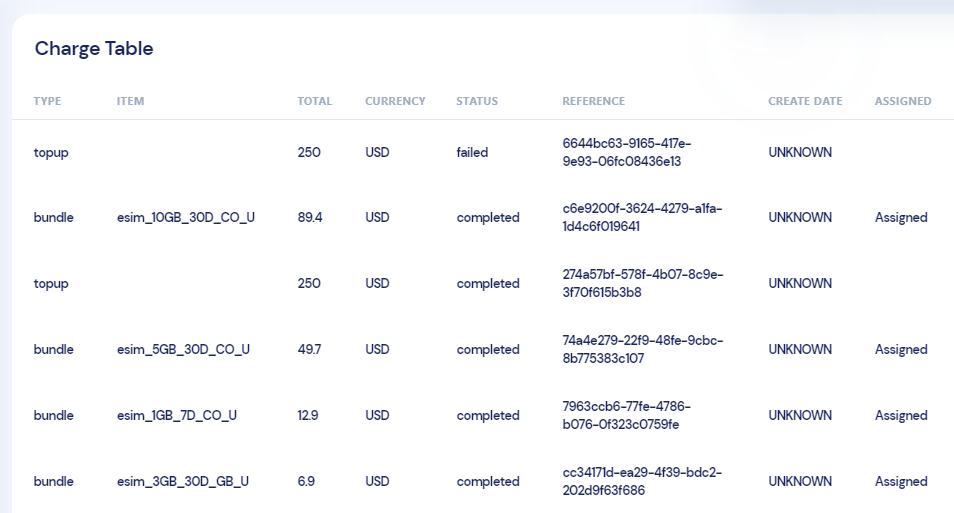 Charge Table
TYPE ITEM TOTAL CURRENCY STATUS REFERENCE CREATE DATE ASSIGNED
topup 250 USD failed 6644bc63-9165-417e- UNKNOWN
9e93-06fc08436e13
bundle esim_10GB_30D_CO_U 89.4 USD completed c6e9200f-3624-4279-a1fa- UNKNOWN Assigned
1d4c6f019641
topup 250 USD completed 274a57bf-578f-4b07-8c9e- UNKNOWN
3f70f615b3b8
bundle esim_5GB_30D_CO_U 49.7 USD completed 74a4e279-22f9-48fe-9cbc- UNKNOWN Assigned
8b775383c107
bundle esim_1GB_7D_CO_U 12.9 USD completed 7963ccb6-77fe-4786- UNKNOWN Assigned
b076-0f323c0759fe
bundle esim_3GB_30D_GB_U 6.9 USD completed cc34171d-ea29-4f39-bdc2- UNKNOWN Assigned
202d9f63f686